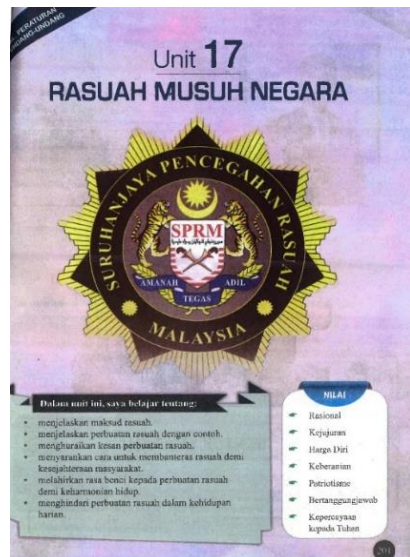 PERATURAN
UNDANG-UNDANG
Unit 17
RASUAH MUSUH NEGARA
SURUHANJAYA PENCEGAHAN RASUAH
SPRM
AMANAH
TEGAS
ADIL
MALAYSIA
Dalam unit ini, saya belajar tentang:
• menjelaskan maksud rasuah.
• menjelaskan perbuatan rasuah dengan contoh.
• menghuraikan kesan perbuatan rasuah.
• menyarankan cara untuk membanteras rasuah demi
kesejahteraan masyarakat.
• melahirkan rasa benci kepada perbuatan rasuah
demi keharmonian hidup.
• menghindari perbuatan rasuah dalam kehidupan
harian.
NILAI
Rasional
Kejujuran
Harga Diri
Keberanian
Patriotisme
Bertanggungjawab
Kepercayaan
kepada Tuhan
201